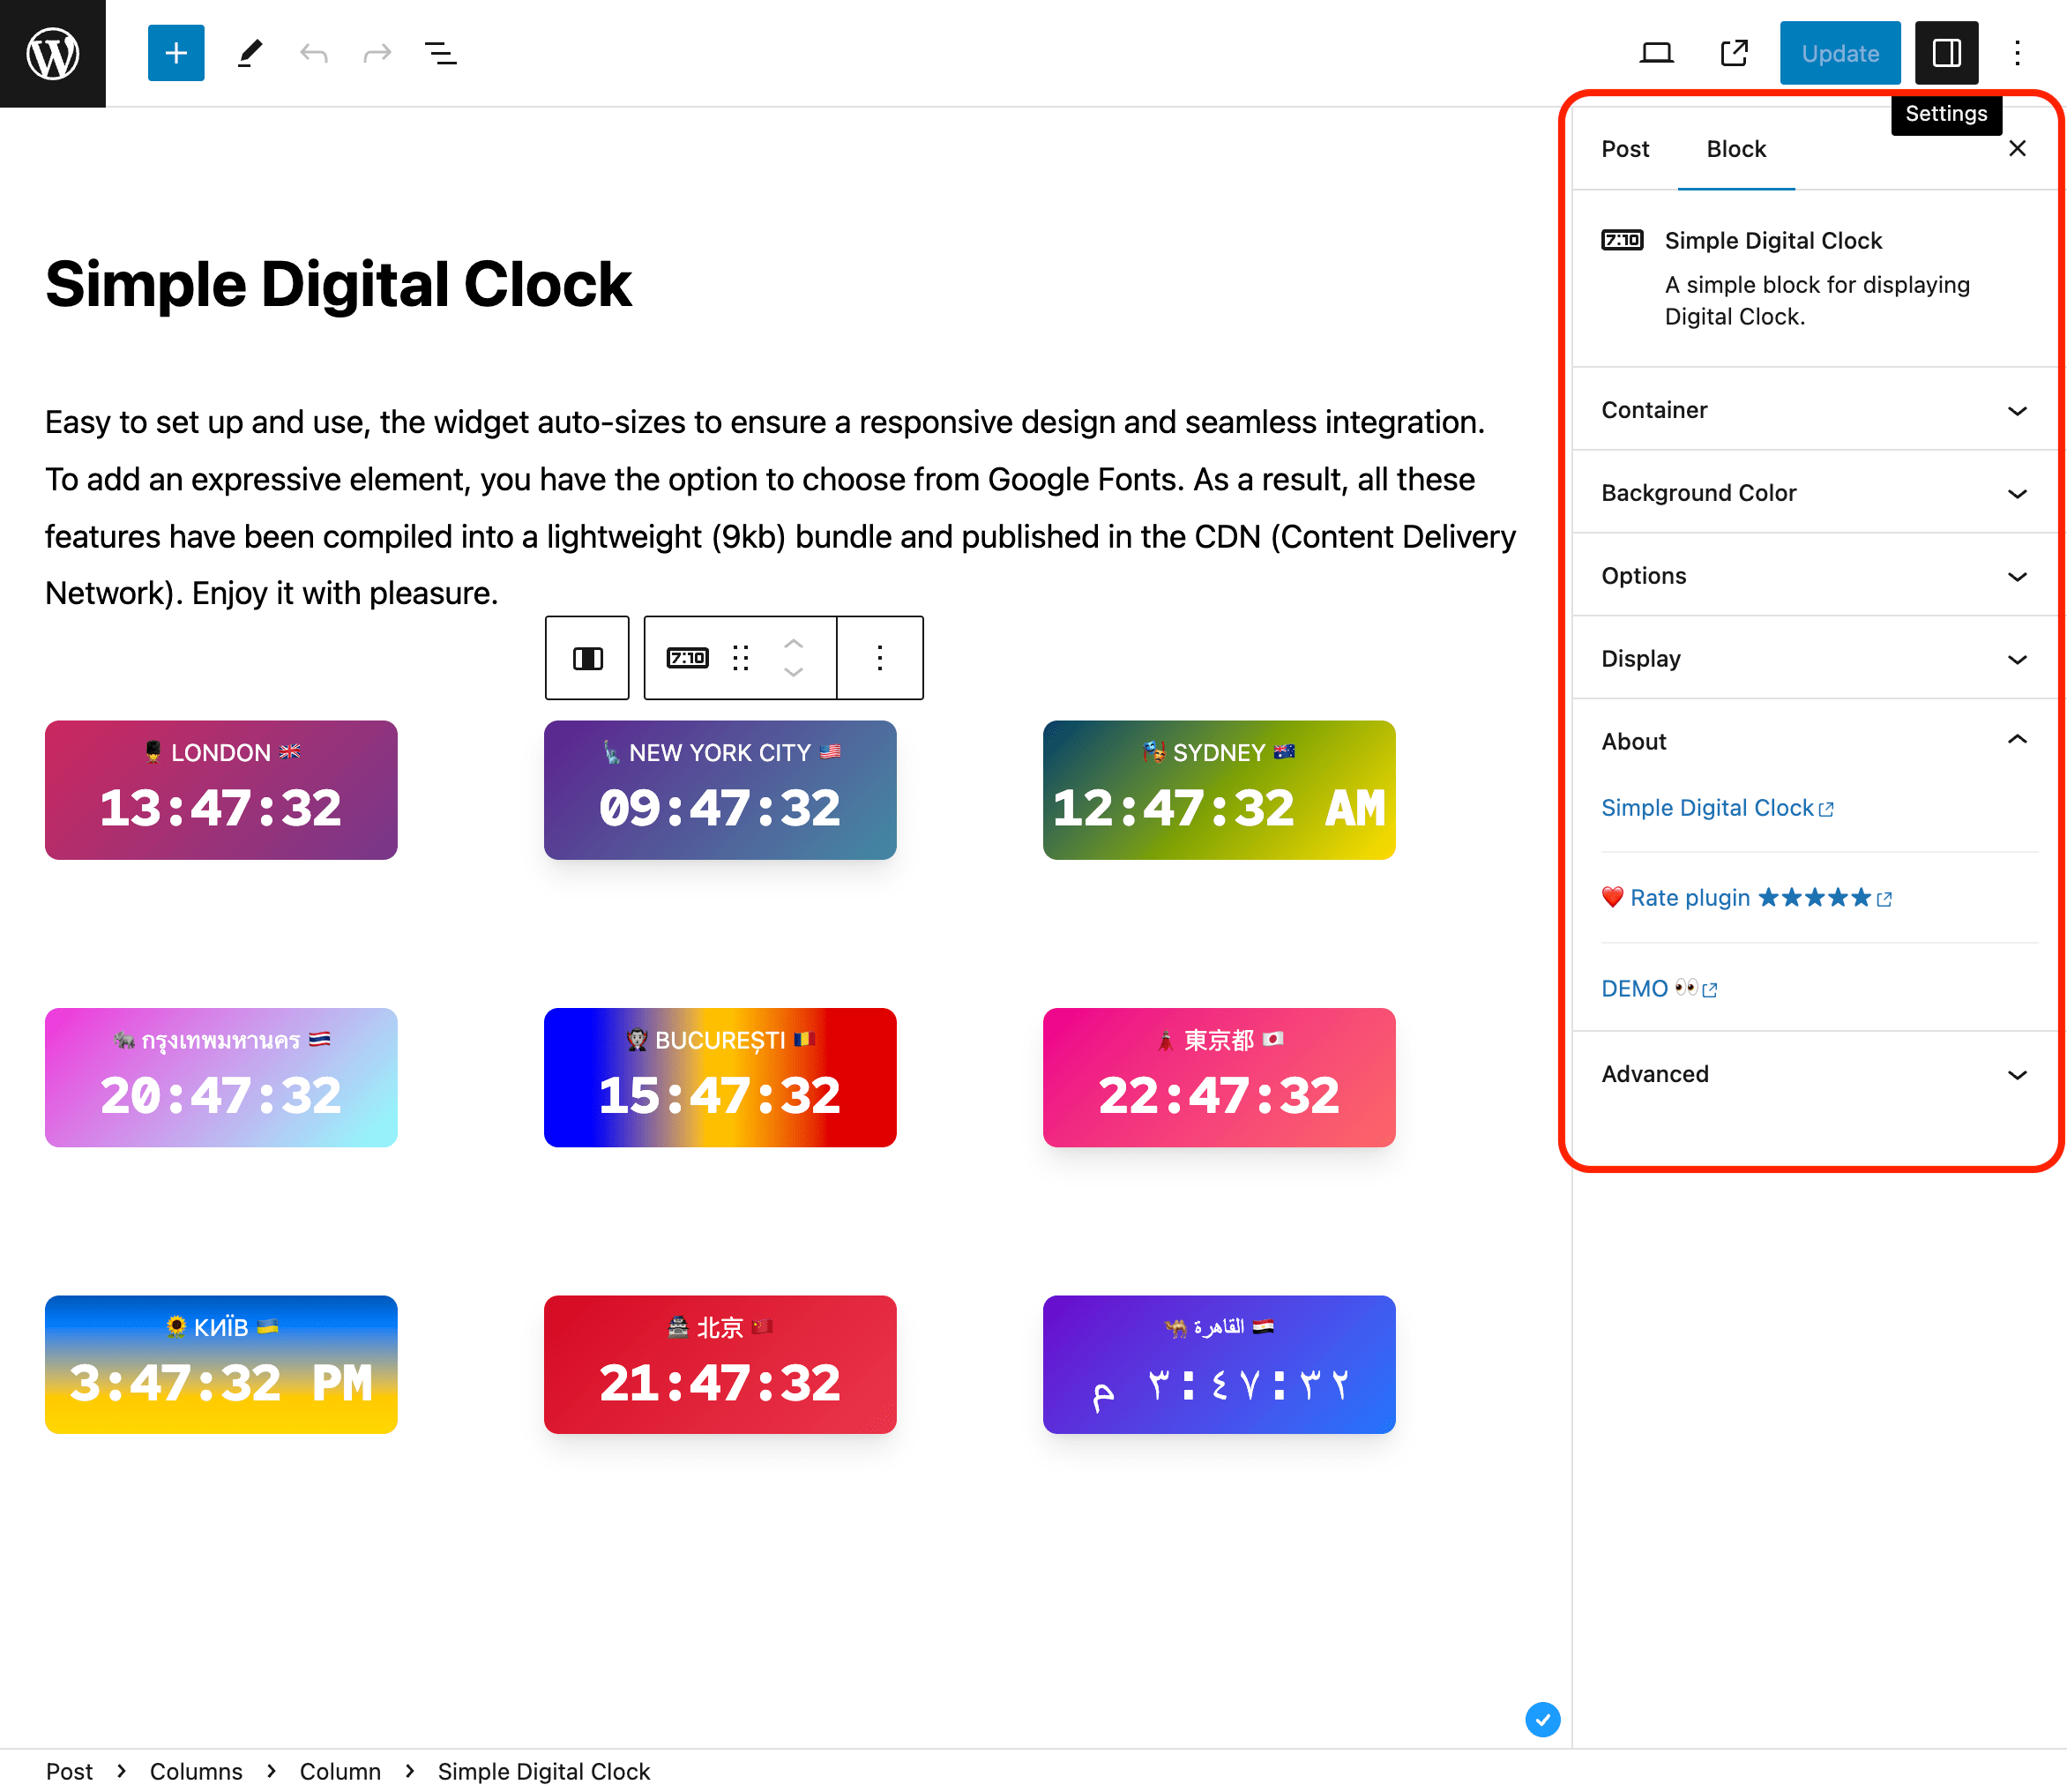 Update
Settings
Post
Block
7:10
Simple Digital Clock
A simple block for displaying
Digital Clock.
Container
Background Color
Options
Display
About
Simple Digital Clock
❤️ Rate plugin ★★★★★
DEMO 👀
Advanced
Simple Digital Clock
Easy to set up and use, the widget auto-sizes to ensure a responsive design and seamless integration.
To add an expressive element, you have the option to choose from Google Fonts. As a result, all these
features have been compiled into a lightweight (9kb) bundle and published in the CDN (Content Delivery
Network). Enjoy it with pleasure.
7:10
💂 LONDON 🇬🇧
13:47:32
🗽 NEW YORK CITY 🇺🇸
09:47:32
🎭 SYDNEY 🇦🇺
12:47:32 AM
🐃 กรุงเทพมหานคร 🇹🇭
20:47:32
🧛 BUCUREȘTI 🇷🇴
15:47:32
🗼 東京都 🇯🇵
22:47:32
🌻 КИЇВ 🇺🇦
3:47:32 PM
🏯 北京 🇨🇳
21:47:32
🐫 القاهرة 🇪🇬
٣:٤٧:٣٢ م
Post > Columns > Column > Simple Digital Clock